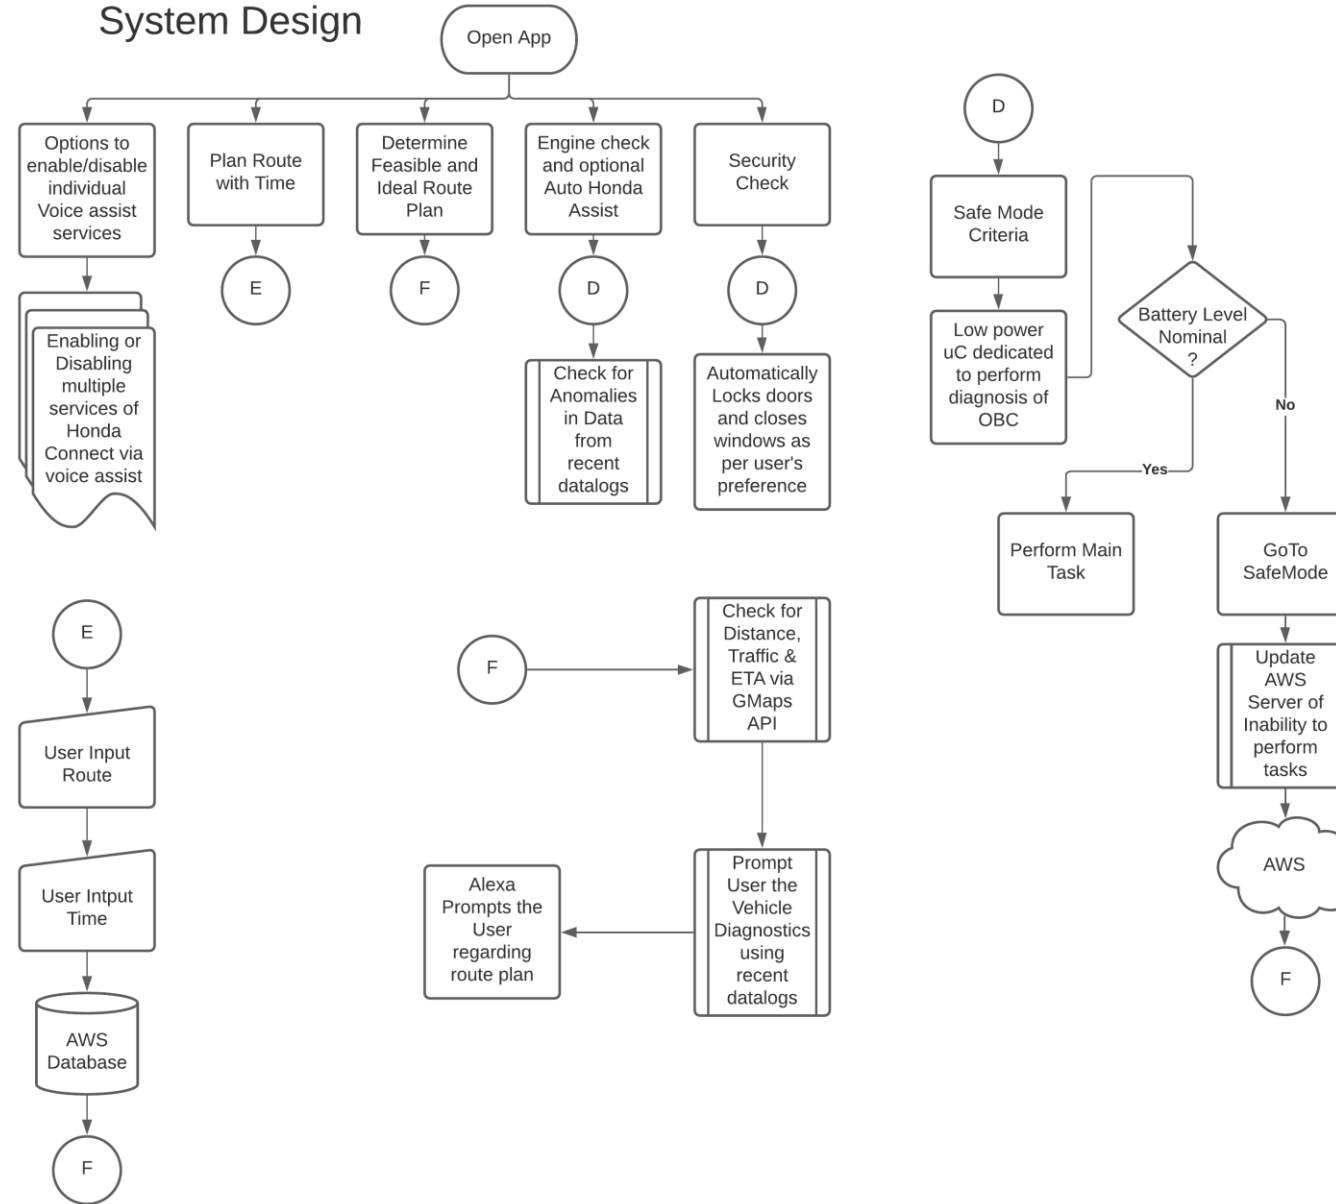 System Design
Open App
Options to
enable/disable
individual
Voice assist
services
Plan Route
with Time
Determine
Feasible and
Ideal Route
Plan
Engine check
and optional
Auto Honda
Assist
Security
Check
E
F
D
D
Enabling or
Disabling
multiple
services of
Honda
Connect via
voice assist
Check for
Anomalies
in Data
from
recent
datalogs
Automatically
Locks doors
and closes
windows as
per user's
preference
D
Safe Mode
Criteria
Low power
uC dedicated
to perform
diagnosis of
OBC
Battery Level
Nominal
?
Yes
No
Perform Main
Task
GoTo
SafeMode
Update
AWS
Server of
Inability to
perform
tasks
AWS
F
E
User Input
Route
User Intput
Time
AWS
Database
F
F
Check for
Distance,
Traffic &
ETA via
GMaps
API
Prompt
User the
Vehicle
Diagnostics
using
recent
datalogs
Alexa
Prompts the
User
regarding
route plan